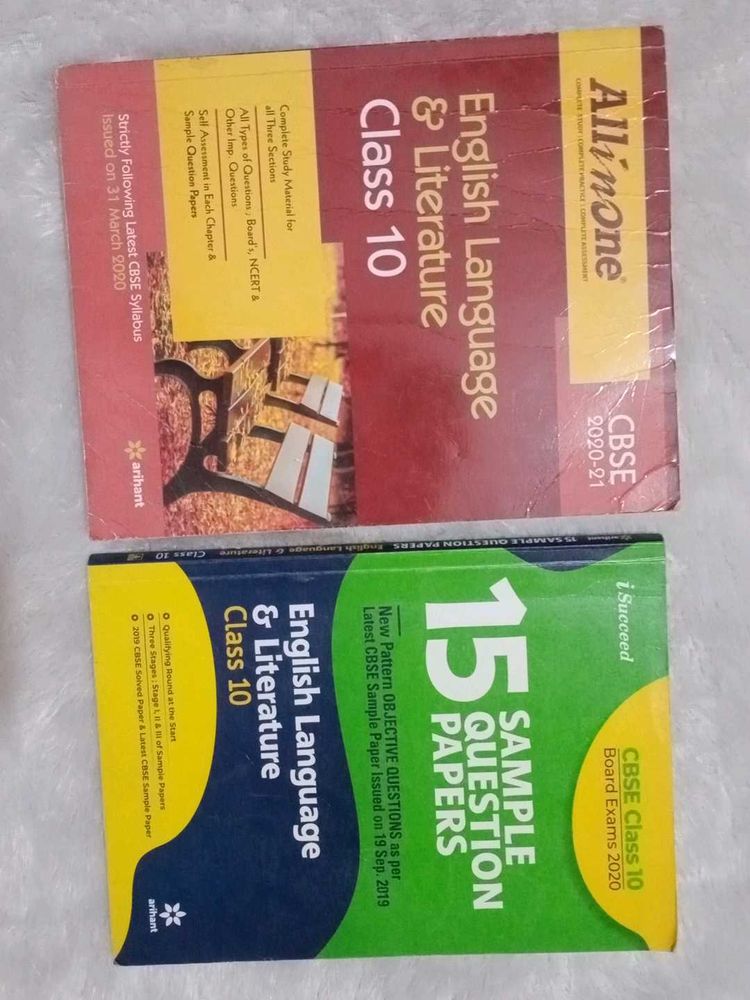 All in one®
COMPLETE STUDY | COMPLETE PRACTICE | COMPLETE ASSESSMENT
CBSE
2020-21
English Language
& Literature
Class 10
Complete Study Material for
all Three Sections
All Types of Questions ; Board's, NCERT &
Other Imp. Questions
Self Assessment in Each Chapter &
Sample Question Papers
Strictly Following Latest CBSE Syllabus
Issued on 31 March 2020
arihant
arihant 15 SAMPLE QUESTION PAPERS English Language & Literature Class 10
iSucceed
CBSE Class 10
Board Exams 2020
15 SAMPLE
QUESTION
PAPERS
New Pattern OBJECTIVE QUESTIONS as per
Latest CBSE Sample Paper Issued on 19 Sep. 2019
English Language
& Literature
Class 10
Qualifying Round at the Start
Three Stages ; Stage I, II & III of Sample Papers
2019 CBSE Solved Paper & Latest CBSE Sample Paper
arihant